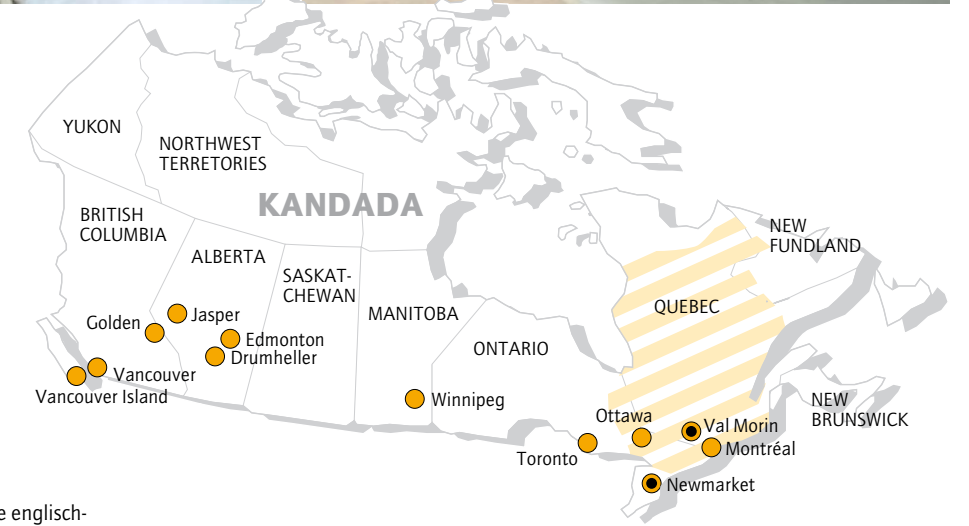 YUKON
NORTHWEST
TERRETORIES
KANDADA
BRITISH
COLUMBIA
ALBERTA
SASKAT-
CHEWAN
MANITOBA
ONTARIO
QUEBEC
NEW
FUNDLAND
NEW
BRUNSWICK
Golden
Jasper
Edmonton
Drumheller
Vancouver
Vancouver Island
Winnipeg
Ottawa
Toronto
Val Morin
Montréal
Newmarket
e englisch-